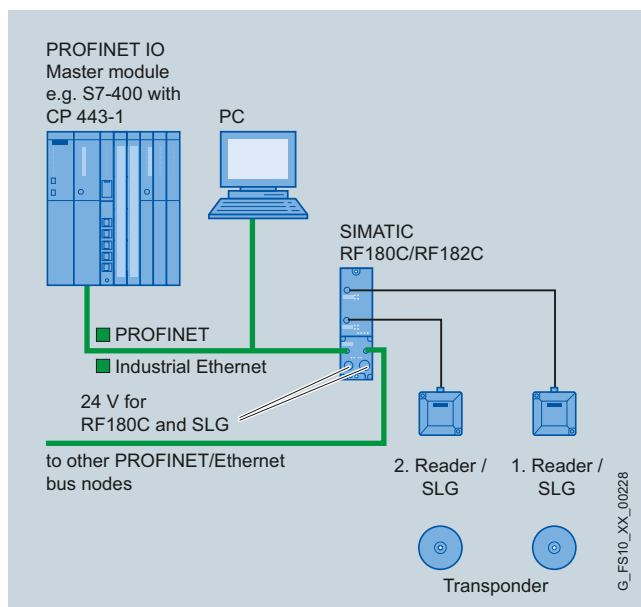 PROFINET IO
Master module
e.g. S7-400 with
CP 443-1
PC
SIMATIC
RF180C/RF182C
PROFINET
Industrial Ethernet
24 V for
RF180C and SLG
to other PROFINET/Ethernet
bus nodes
2. Reader /
SLG
1. Reader /
SLG
Transponder
G_FS10_XX_00228